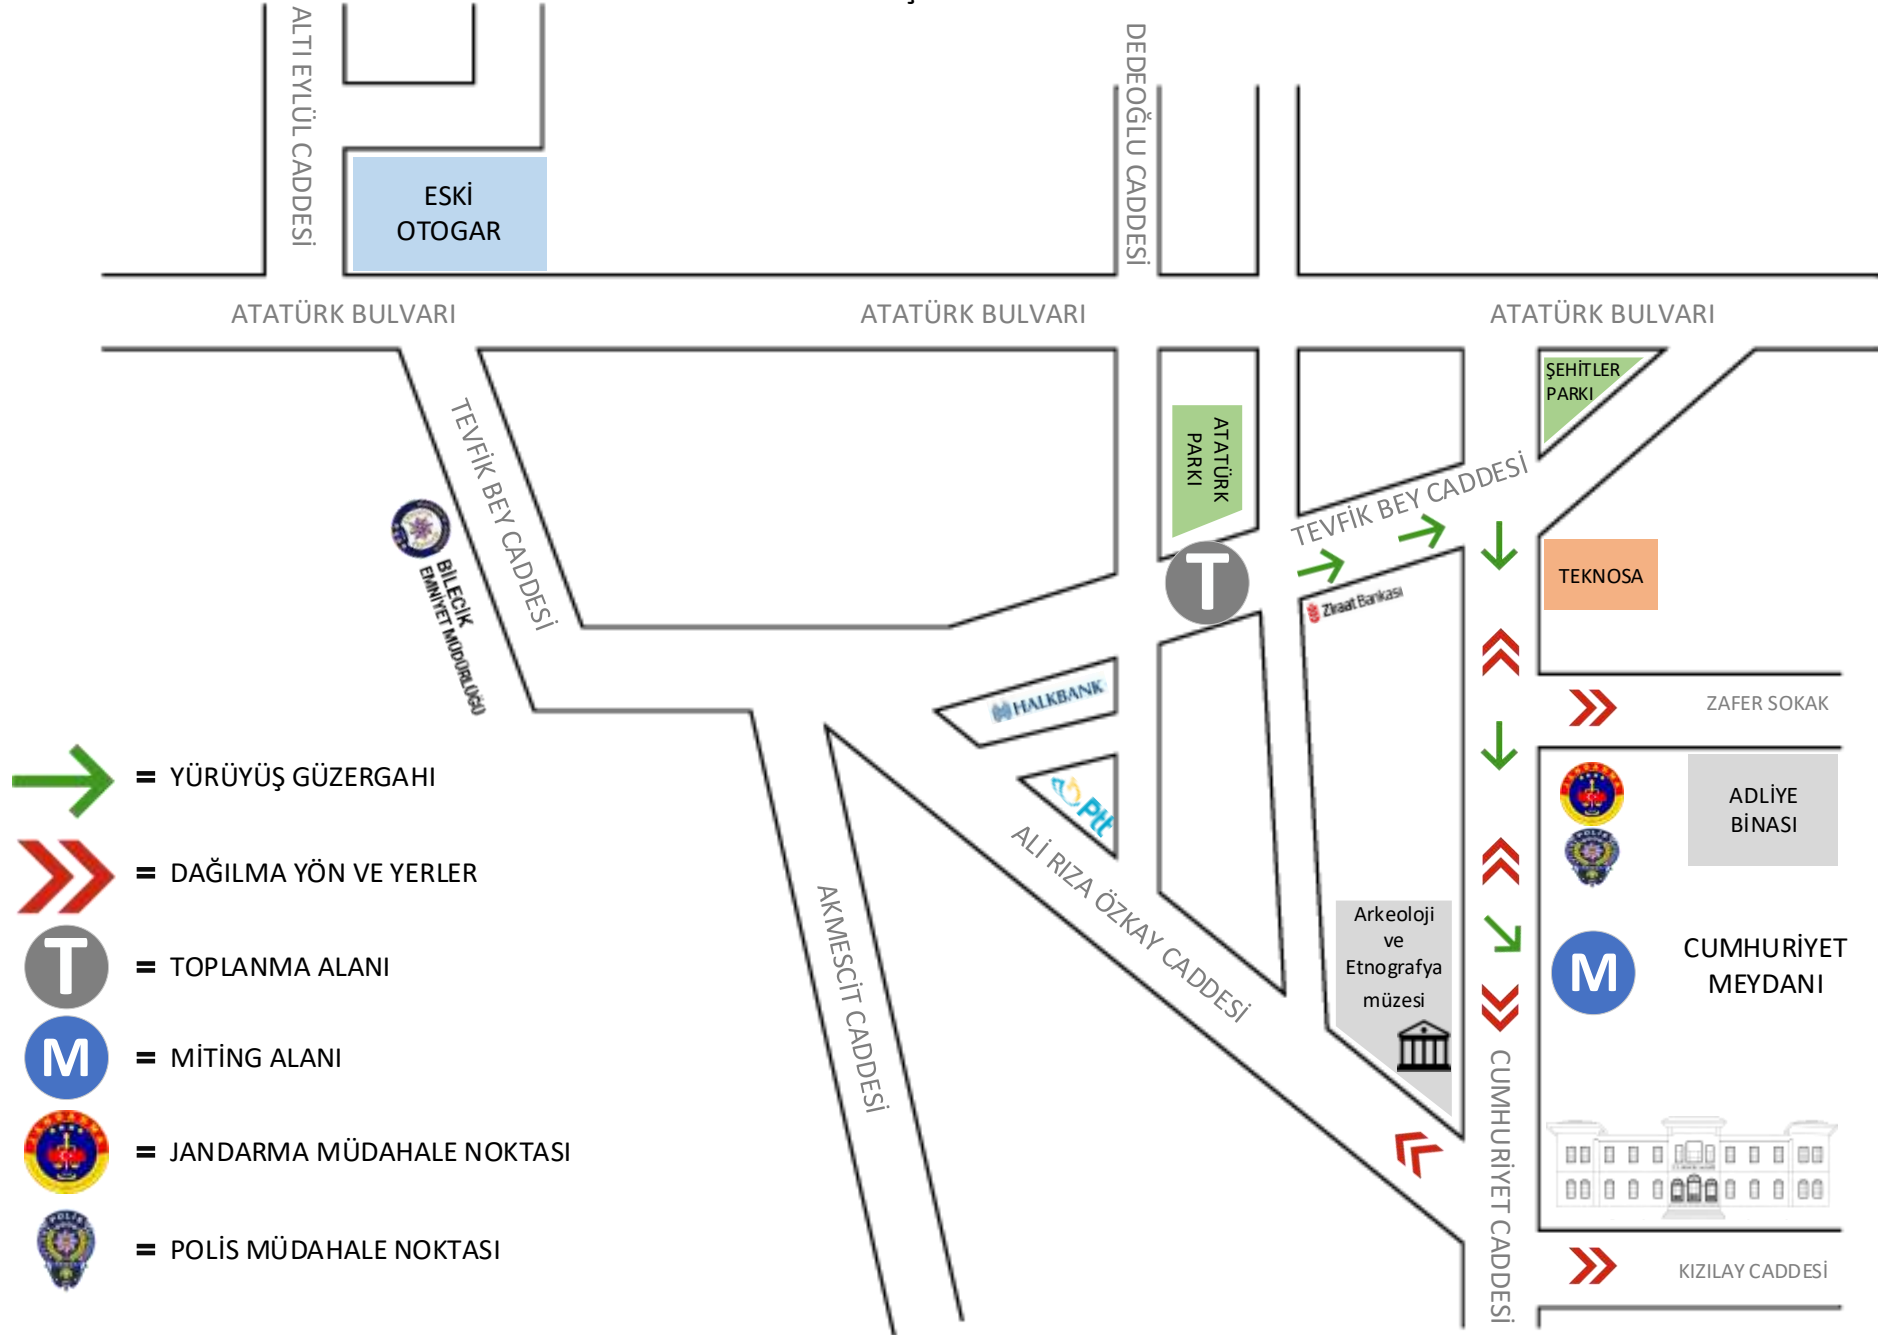 ALTI EYLÜL CADDESİ
DEDEOĞLU CADDESİ
ESKİ
OTOGAR
ATATÜRK BULVARI
ATATÜRK BULVARI
ATATÜRK BULVARI
ŞEHİTLER
PARKI
ATATÜRK
PARKI
TEVFİK BEY CADDESİ
TEVFİK BEY CADDESİ
BİLECİK
EMNİYET MÜDÜRLÜĞÜ
T
TEKNOSA
Ziraat Bankası
HALKBANK
ZAFER SOKAK
Ptt
ADLİYE
BİNASI
JANDARMA
POLİS
ALİ RIZA ÖZKAY CADDESİ
AKMESCİT CADDESİ
Arkeoloji
ve
Etnografya
müzesi
M
CUMHURİYET
MEYDANI
CUMHURİYET CADDESİ
KIZILAY CADDESİ
= YÜRÜYÜŞ GÜZERGAHI
= DAĞILMA YÖN VE YERLER
T = TOPLANMA ALANI
M = MİTİNG ALANI
JANDARMA
= JANDARMA MÜDAHALE NOKTASI
POLİS
= POLİS MÜDAHALE NOKTASI